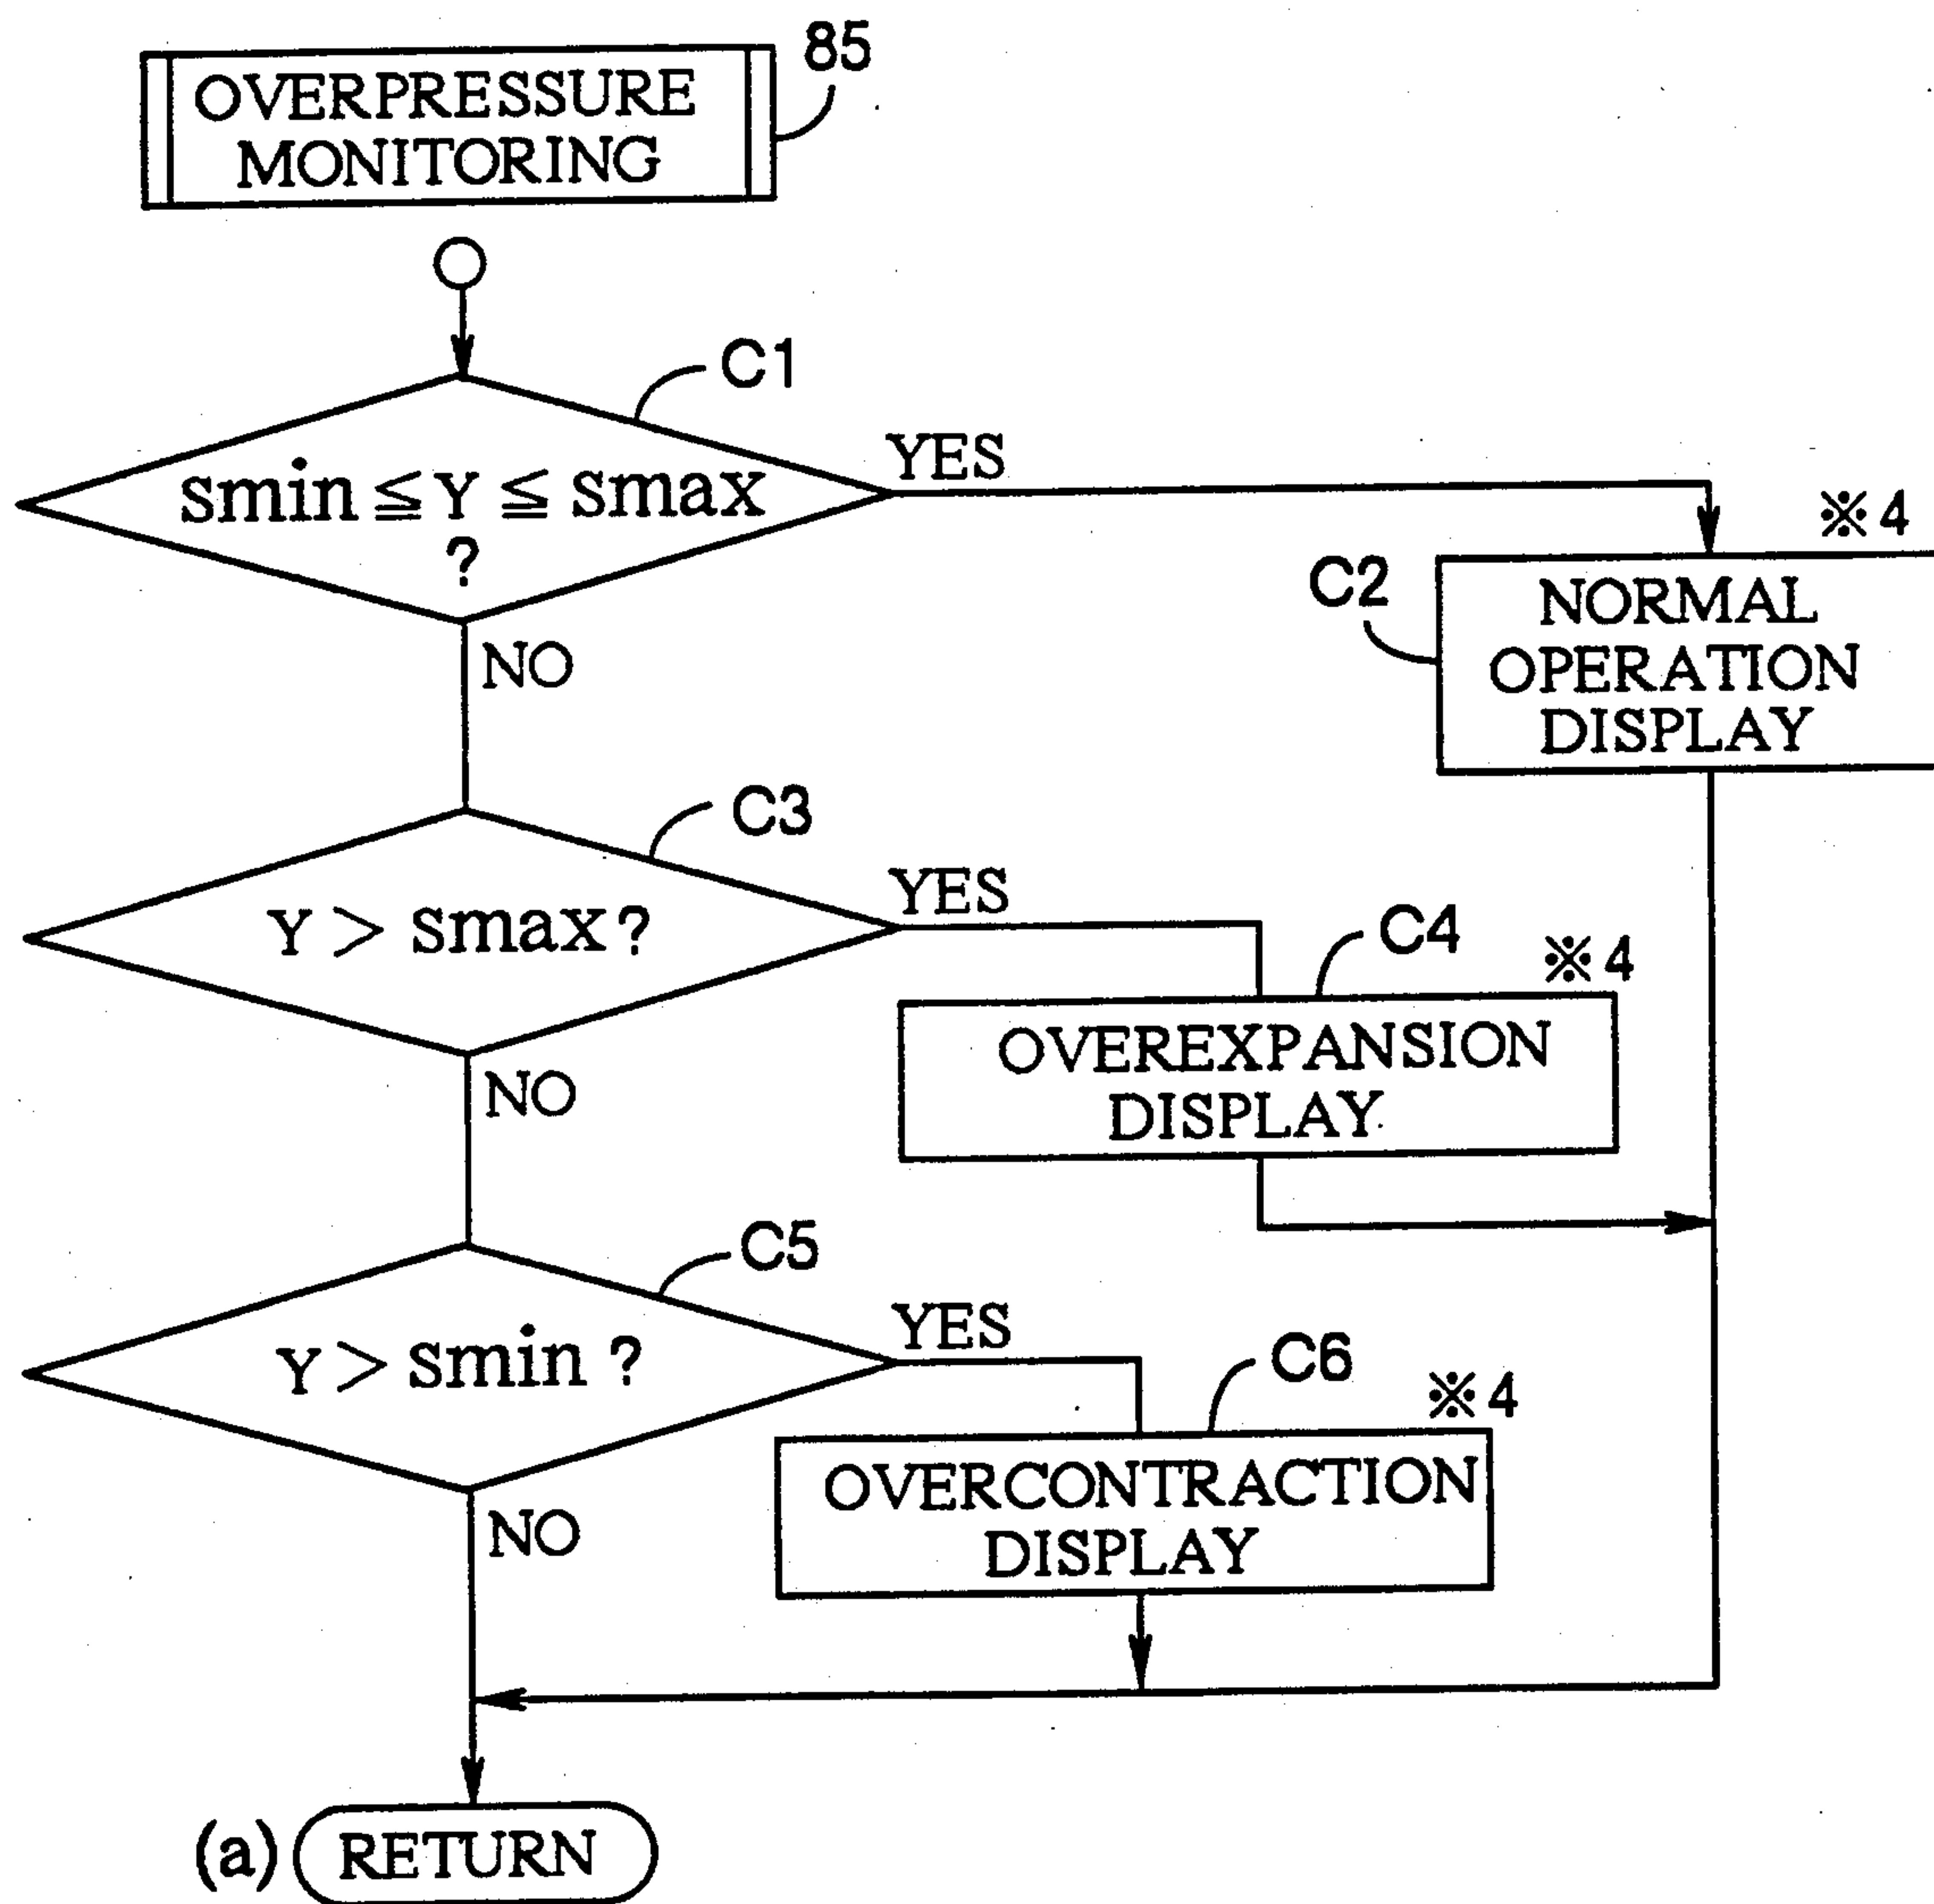 85
OVERPRESSURE
MONITORING
C1
smin ≦ Y ≦ smax
?
YES
NO
※4
C2
NORMAL
OPERATION
DISPLAY
C3
Y > smax?
YES
NO
C4
※4
OVEREXPANSION
DISPLAY
C5
Y > smin ?
YES
NO
C6
※4
OVERCONTRACTION
DISPLAY
(a) RETURN